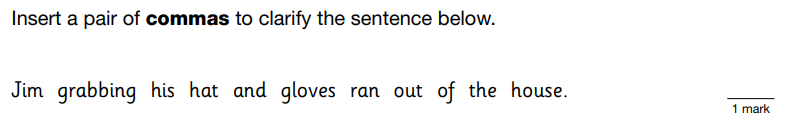 Insert a pair of commas to clarify the sentence below.
Jim grabbing his hat and gloves ran out of the house.
1 mark